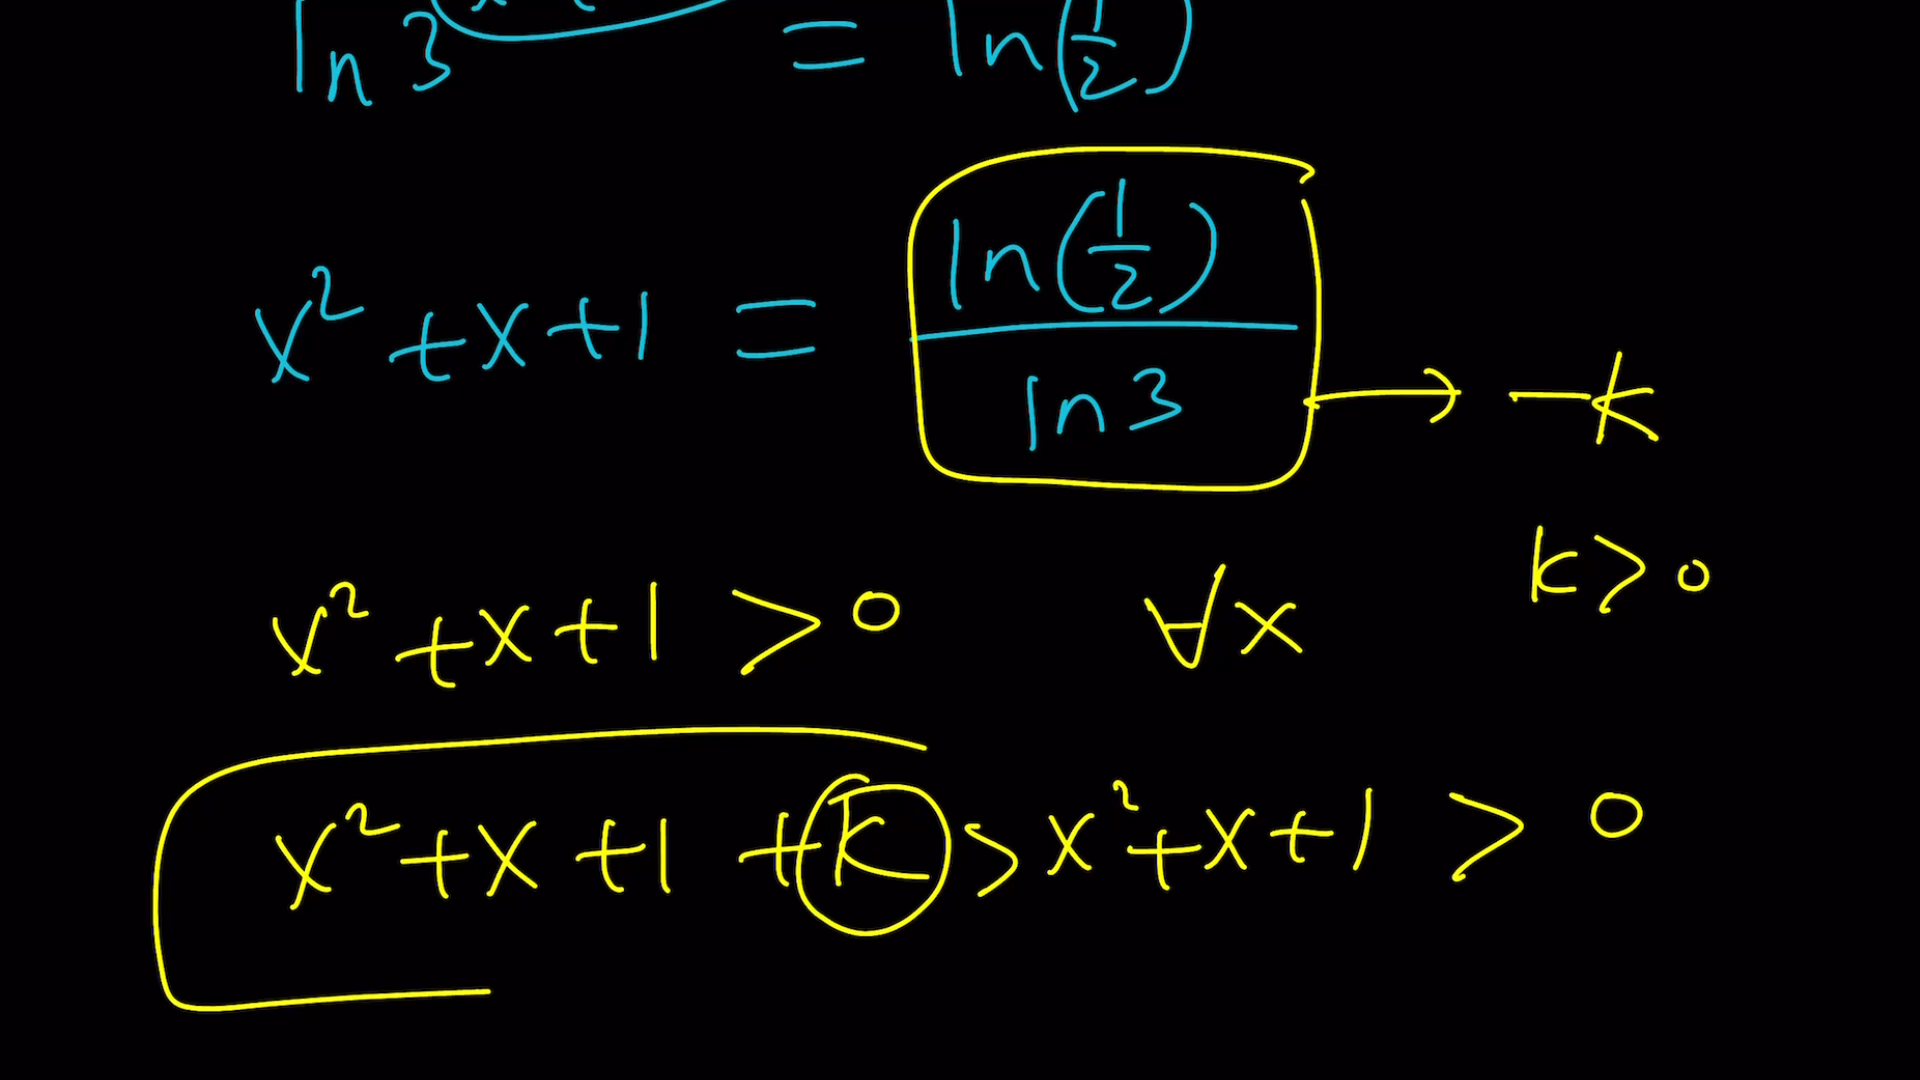 ln 3 = ln(1/2)
x² + x + 1 = ln(1/2) / ln 3 → -k
k > 0
x² + x + 1 > 0 ∀x
x² + x + 1 + k > x² + x + 1 > 0